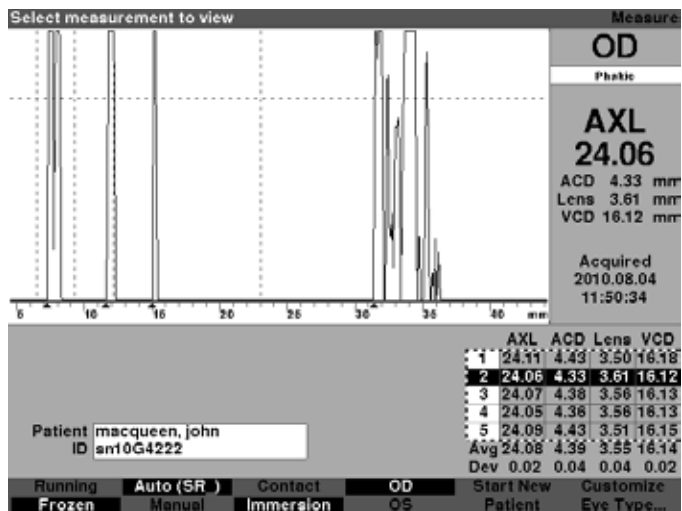 Select measurement to view
Measure
OD
Phakic
AXL
24.06
ACD 4.33 mm
Lens 3.61 mm
VCD 16.12 mm
Acquired
2010.08.04
11:50:34
5 10 15 20 25 30 35 40 mm
AXL ACD Lens VCD
1 24.11 4.43 3.50 16.18
2 24.06 4.33 3.61 16.12
3 24.07 4.38 3.56 16.13
4 24.05 4.36 3.56 16.13
5 24.09 4.43 3.51 16.15
Avg 24.08 4.39 3.55 16.14
Dev 0.02 0.04 0.04 0.02
Patient macqueen, john
ID sn10G4222
Running Auto (SR ) Contact OD Start New Customize
Frozen Manual Immersion OS Patient Eye Type...